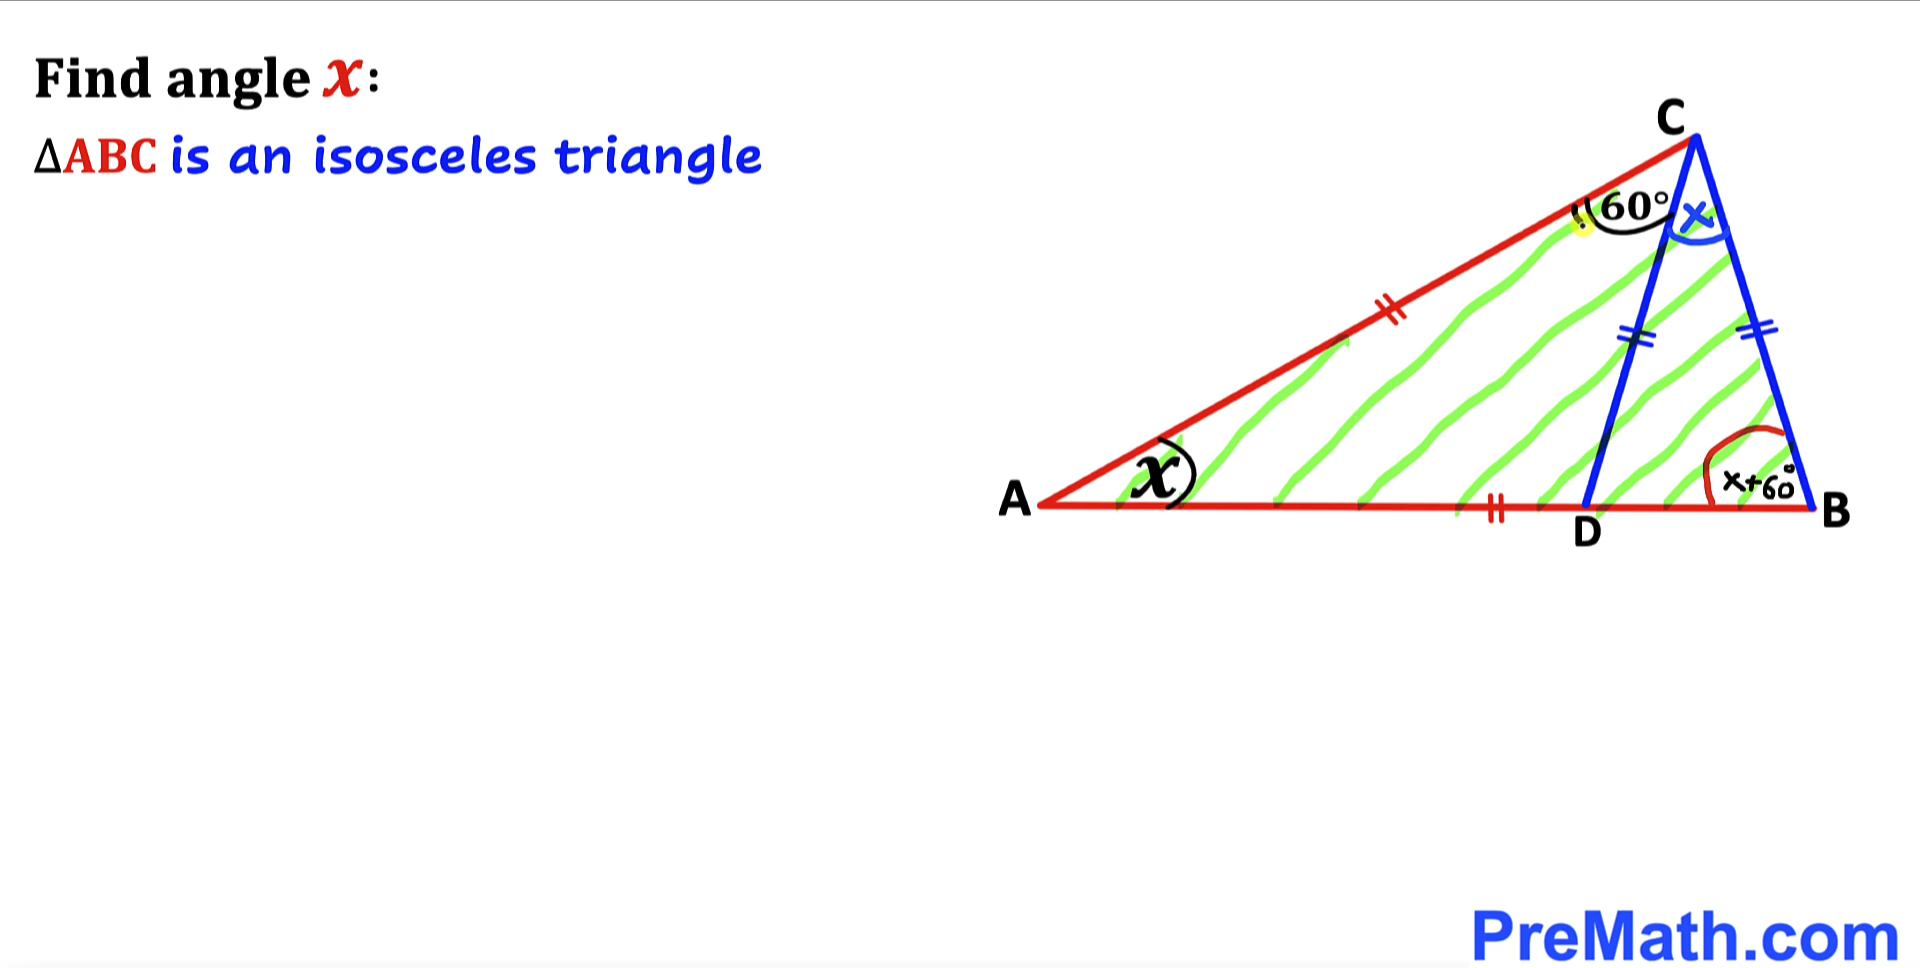 Find angle x:
ΔABC is an isosceles triangle
C
60°
x
x
x+60°
A
B
D
PreMath.com